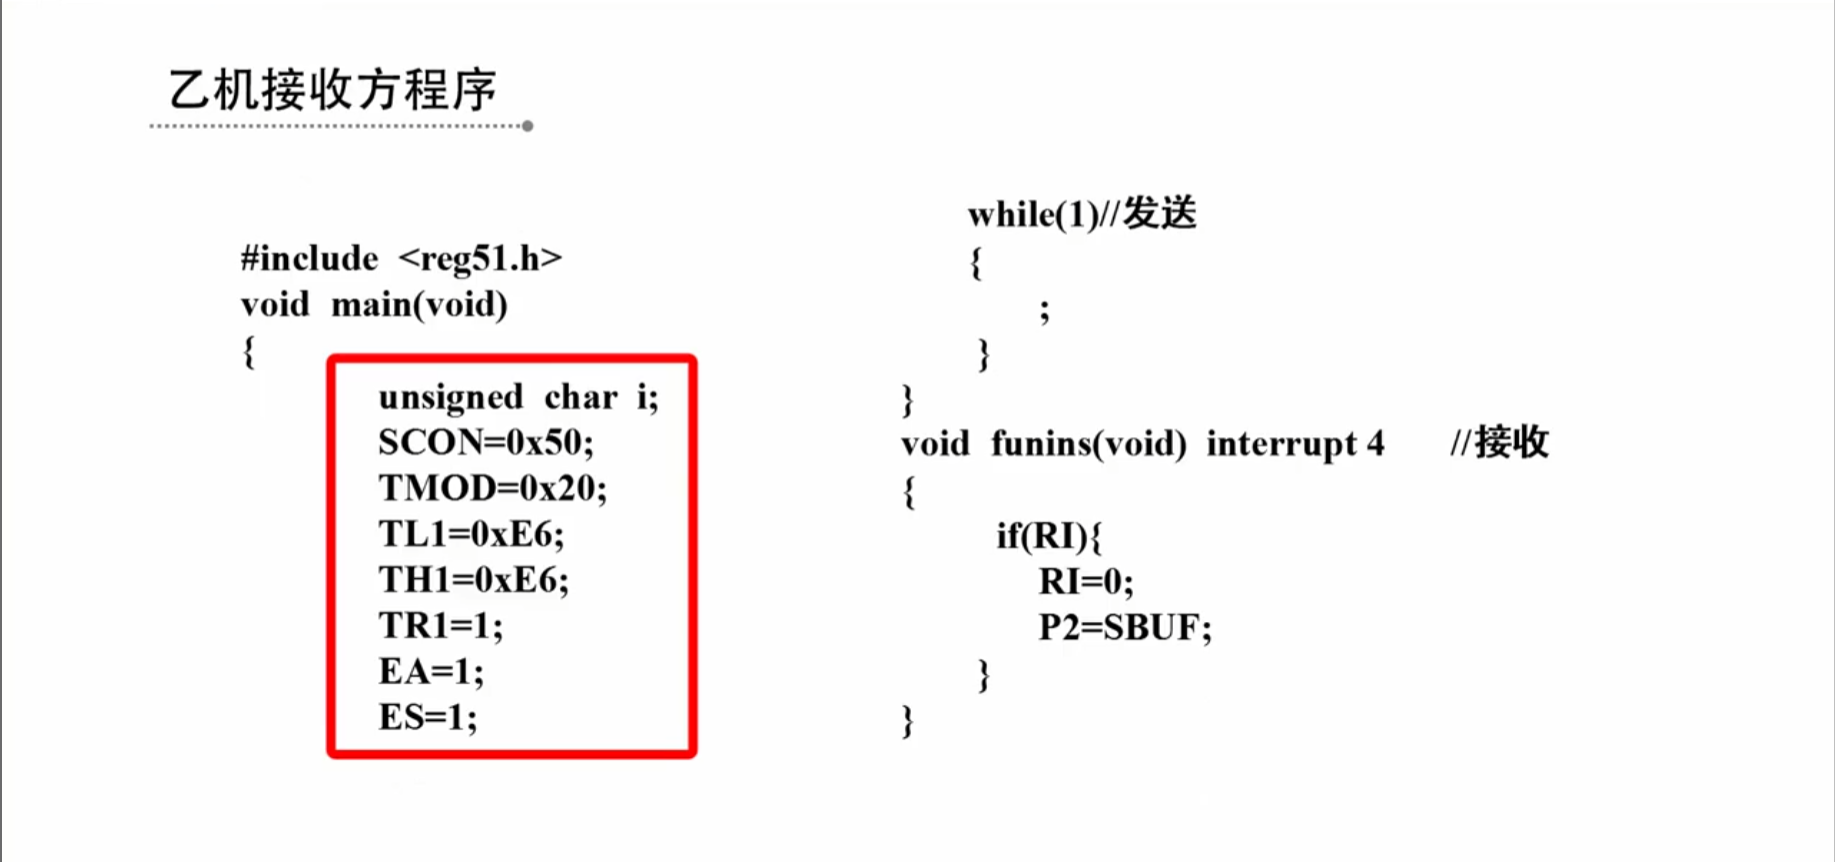 乙机接收方程序
#include <reg51.h>
void main(void)
{
unsigned char i;
SCON=0x50;
TMOD=0x20;
TL1=0xE6;
TH1=0xE6;
TR1=1;
EA=1;
ES=1;
while(1)//发送
{
;
}
}
void funins(void) interrupt 4 //接收
{
if(RI){
RI=0;
P2=SBUF;
}
}